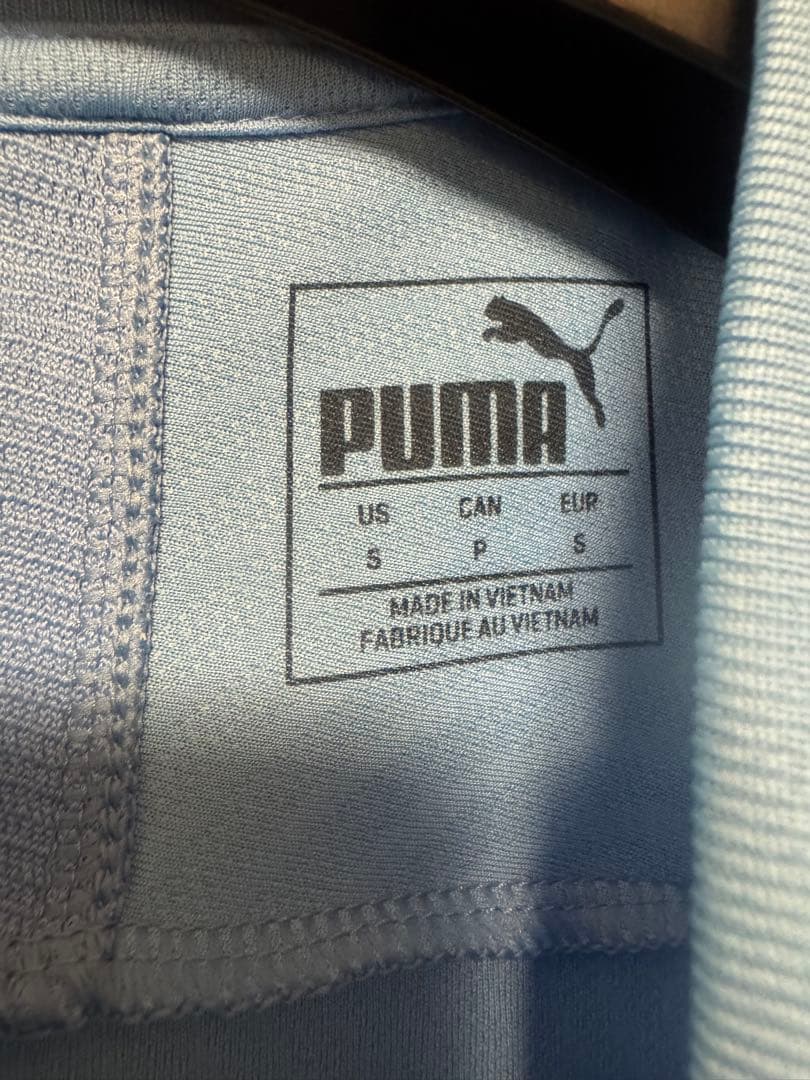 PUMA
US CAN EUR
S P S
MADE IN VIETNAM
FABRIQUE AU VIETNAM